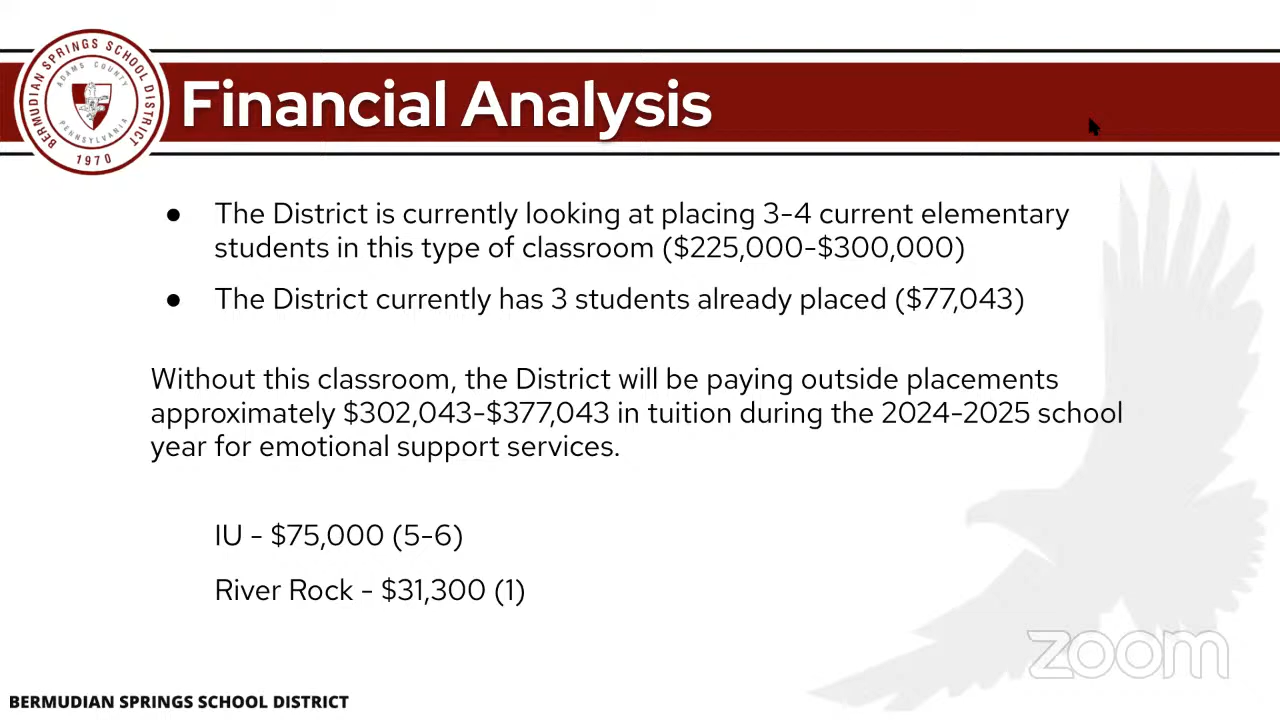 BERMUDIAN SPRINGS SCHOOL DISTRICT
ADAMS COUNTY
PENNSYLVANIA
1970
Financial Analysis
● The District is currently looking at placing 3-4 current elementary
students in this type of classroom ($225,000-$300,000)
● The District currently has 3 students already placed ($77,043)
Without this classroom, the District will be paying outside placements
approximately $302,043-$377,043 in tuition during the 2024-2025 school
year for emotional support services.
IU - $75,000 (5-6)
River Rock - $31,300 (1)
zoom
BERMUDIAN SPRINGS SCHOOL DISTRICT